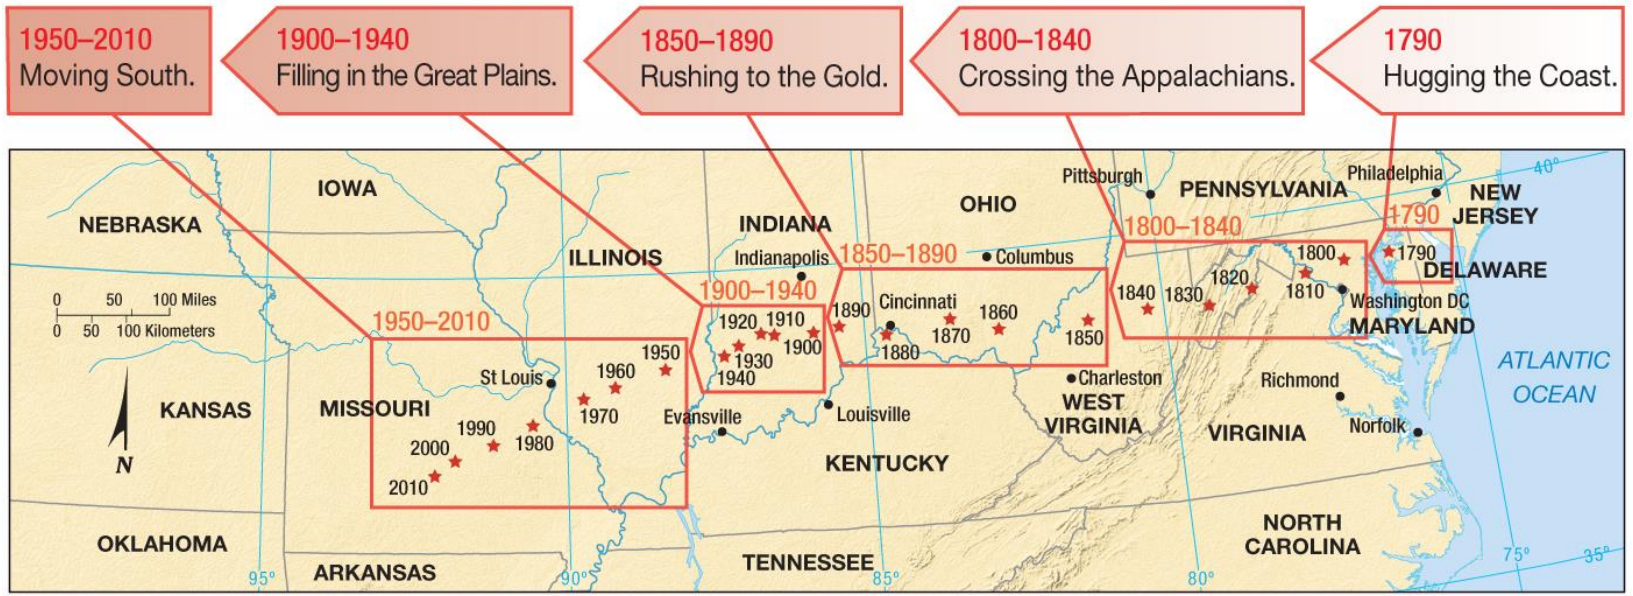 1950–2010
Moving South.
1900–1940
Filling in the Great Plains.
1850–1890
Rushing to the Gold.
1800–1840
Crossing the Appalachians.
1790
Hugging the Coast.
NEBRASKA
IOWA
ILLINOIS
INDIANA
Indianapolis
OHIO
Columbus
Pittsburgh
PENNSYLVANIA
Philadelphia
NEW
JERSEY
40°
1790
1790
DELAWARE
1800–1840
1800
1810
1820
1830
1840
Washington DC
MARYLAND
1850–1890
1890
Cincinnati
1880
1870
1860
1850
1900–1940
1920
1910
1900
1930
1940
1950–2010
1950
1960
1970
1980
1990
2000
2010
0 50 100 Miles
0 50 100 Kilometers
N
St Louis
KANSAS
MISSOURI
Evansville
Louisville
Charleston
WEST
VIRGINIA
Richmond
Norfolk
VIRGINIA
ATLANTIC
OCEAN
KENTUCKY
OKLAHOMA
ARKANSAS
TENNESSEE
NORTH
CAROLINA
95°
90°
85°
80°
75°
35°